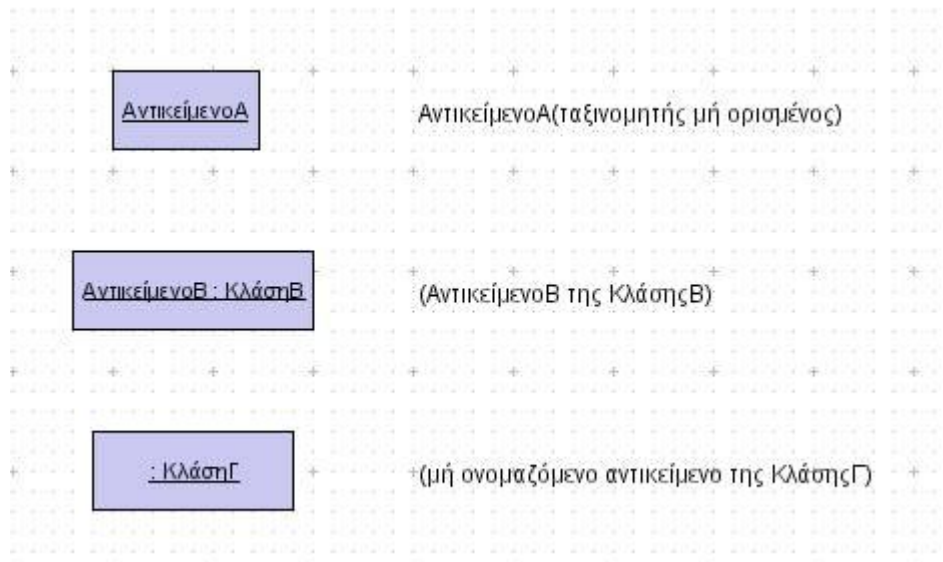 ΑντικείμενοΑ ΑντικείμενοΑ(ταξινομητής μή ορισμένος)
ΑντικείμενοΒ : ΚλάσηΒ (ΑντικείμενοΒ της ΚλάσηςΒ)
: ΚλάσηΓ (μή ονομαζόμενο αντικείμενο της ΚλάσηςΓ)